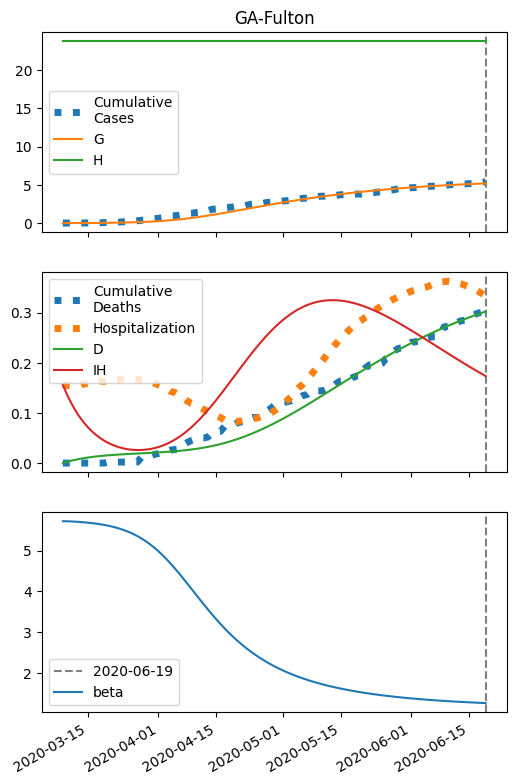 GA-Fulton
20
15
10
5
0
Cumulative
Cases
G
H
0.3
0.2
0.1
0.0
Cumulative
Deaths
Hospitalization
D
IH
5
4
3
2
2020-06-19
beta
2020-03-15
2020-04-01
2020-04-15
2020-05-01
2020-05-15
2020-06-01
2020-06-15